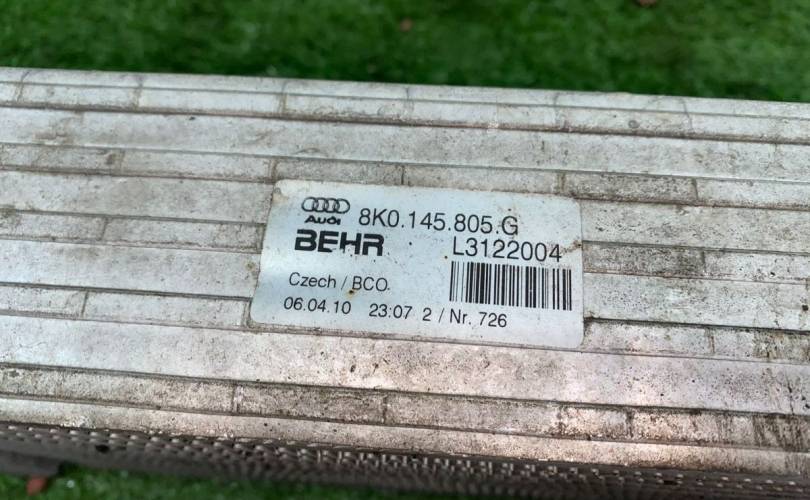 Audi 8K0.145.805.G
BEHR L3122004
Czech / BCO
06.04.10 23:07 2 / Nr. 726